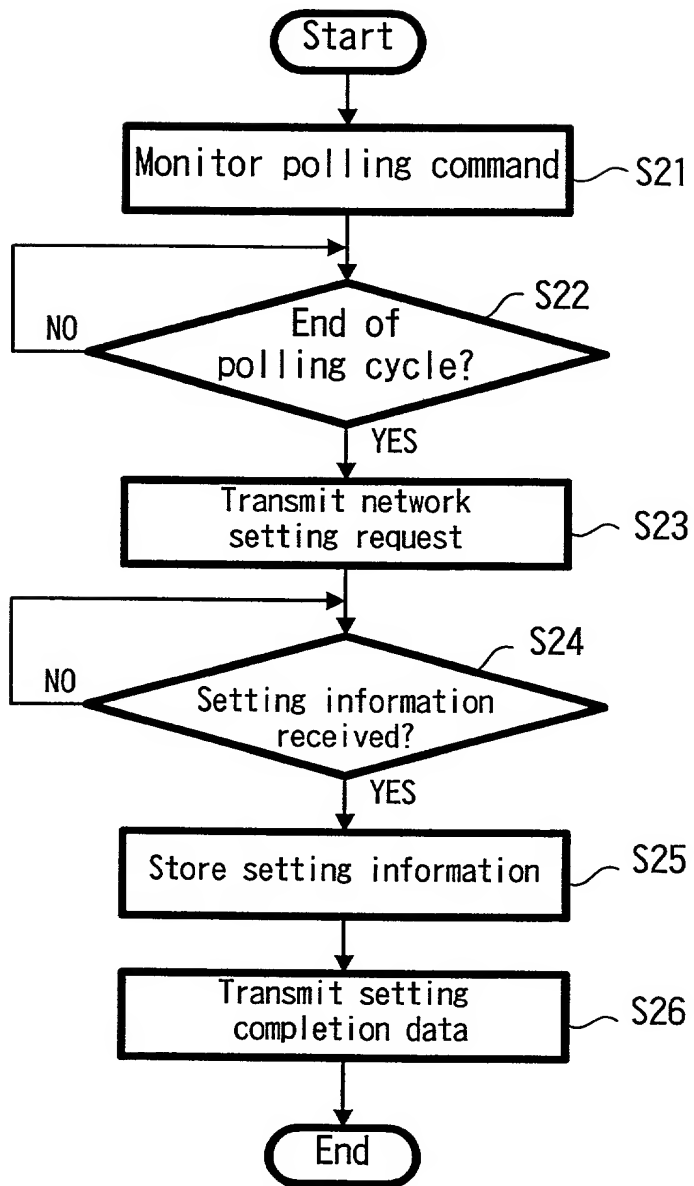 Start
Monitor polling command
S21
S22
End of
polling cycle?
NO
YES
Transmit network
setting request
S23
S24
NO
Setting information
received?
YES
Store setting information
S25
Transmit setting
completion data
S26
End